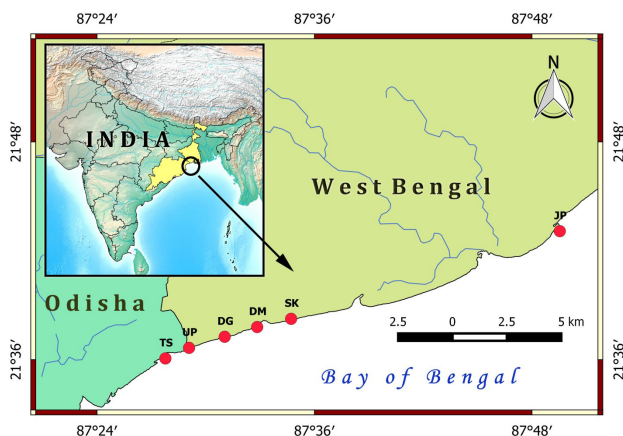 87°24' 87°36' 87°48'
N
INDIA
21°48' 21°48'
West Bengal
JP
Odisha
SK
DM
DG
UP
TS
2.5 0 2.5 5 km
21°36' 21°36'
Bay of Bengal
87°24' 87°36' 87°48'